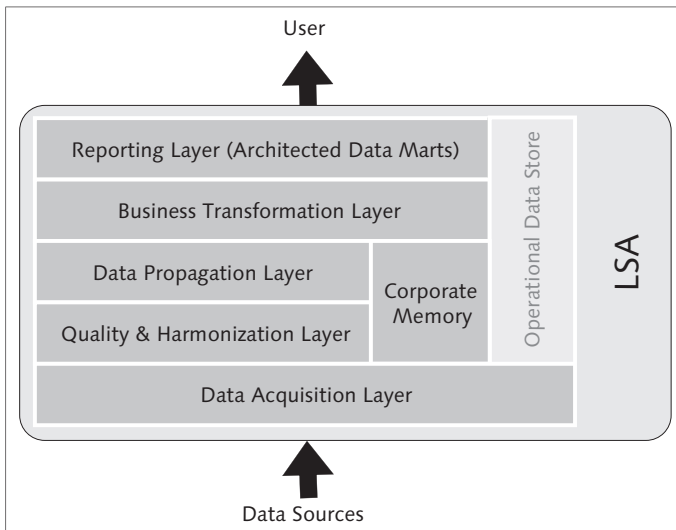 User
Reporting Layer (Architected Data Marts)
Business Transformation Layer
Data Propagation Layer
Quality & Harmonization Layer
Corporate
Memory
Data Acquisition Layer
Operational Data Store
LSA
Data Sources